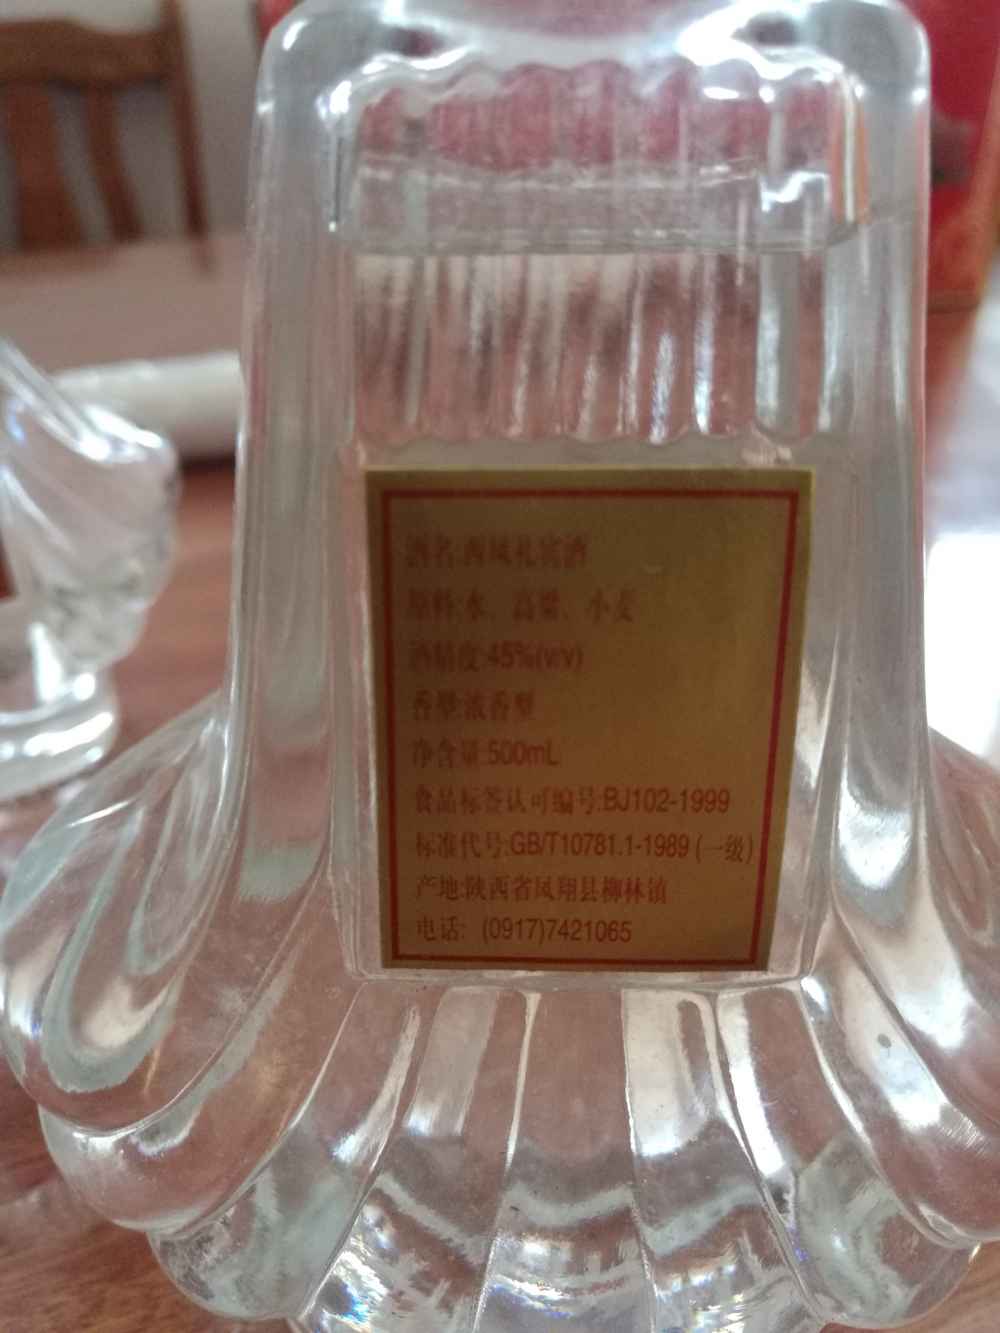 酒名:西凤礼宾酒
原料:水、高粱、小麦
酒精度:45%(v/v)
香型:浓香型
净含量:500mL
食品标签认可编号:BJ102-1999
标准代号:GB/T10781.1-1989(一级)
产地:陕西省凤翔县柳林镇
电话: (0917)7421065